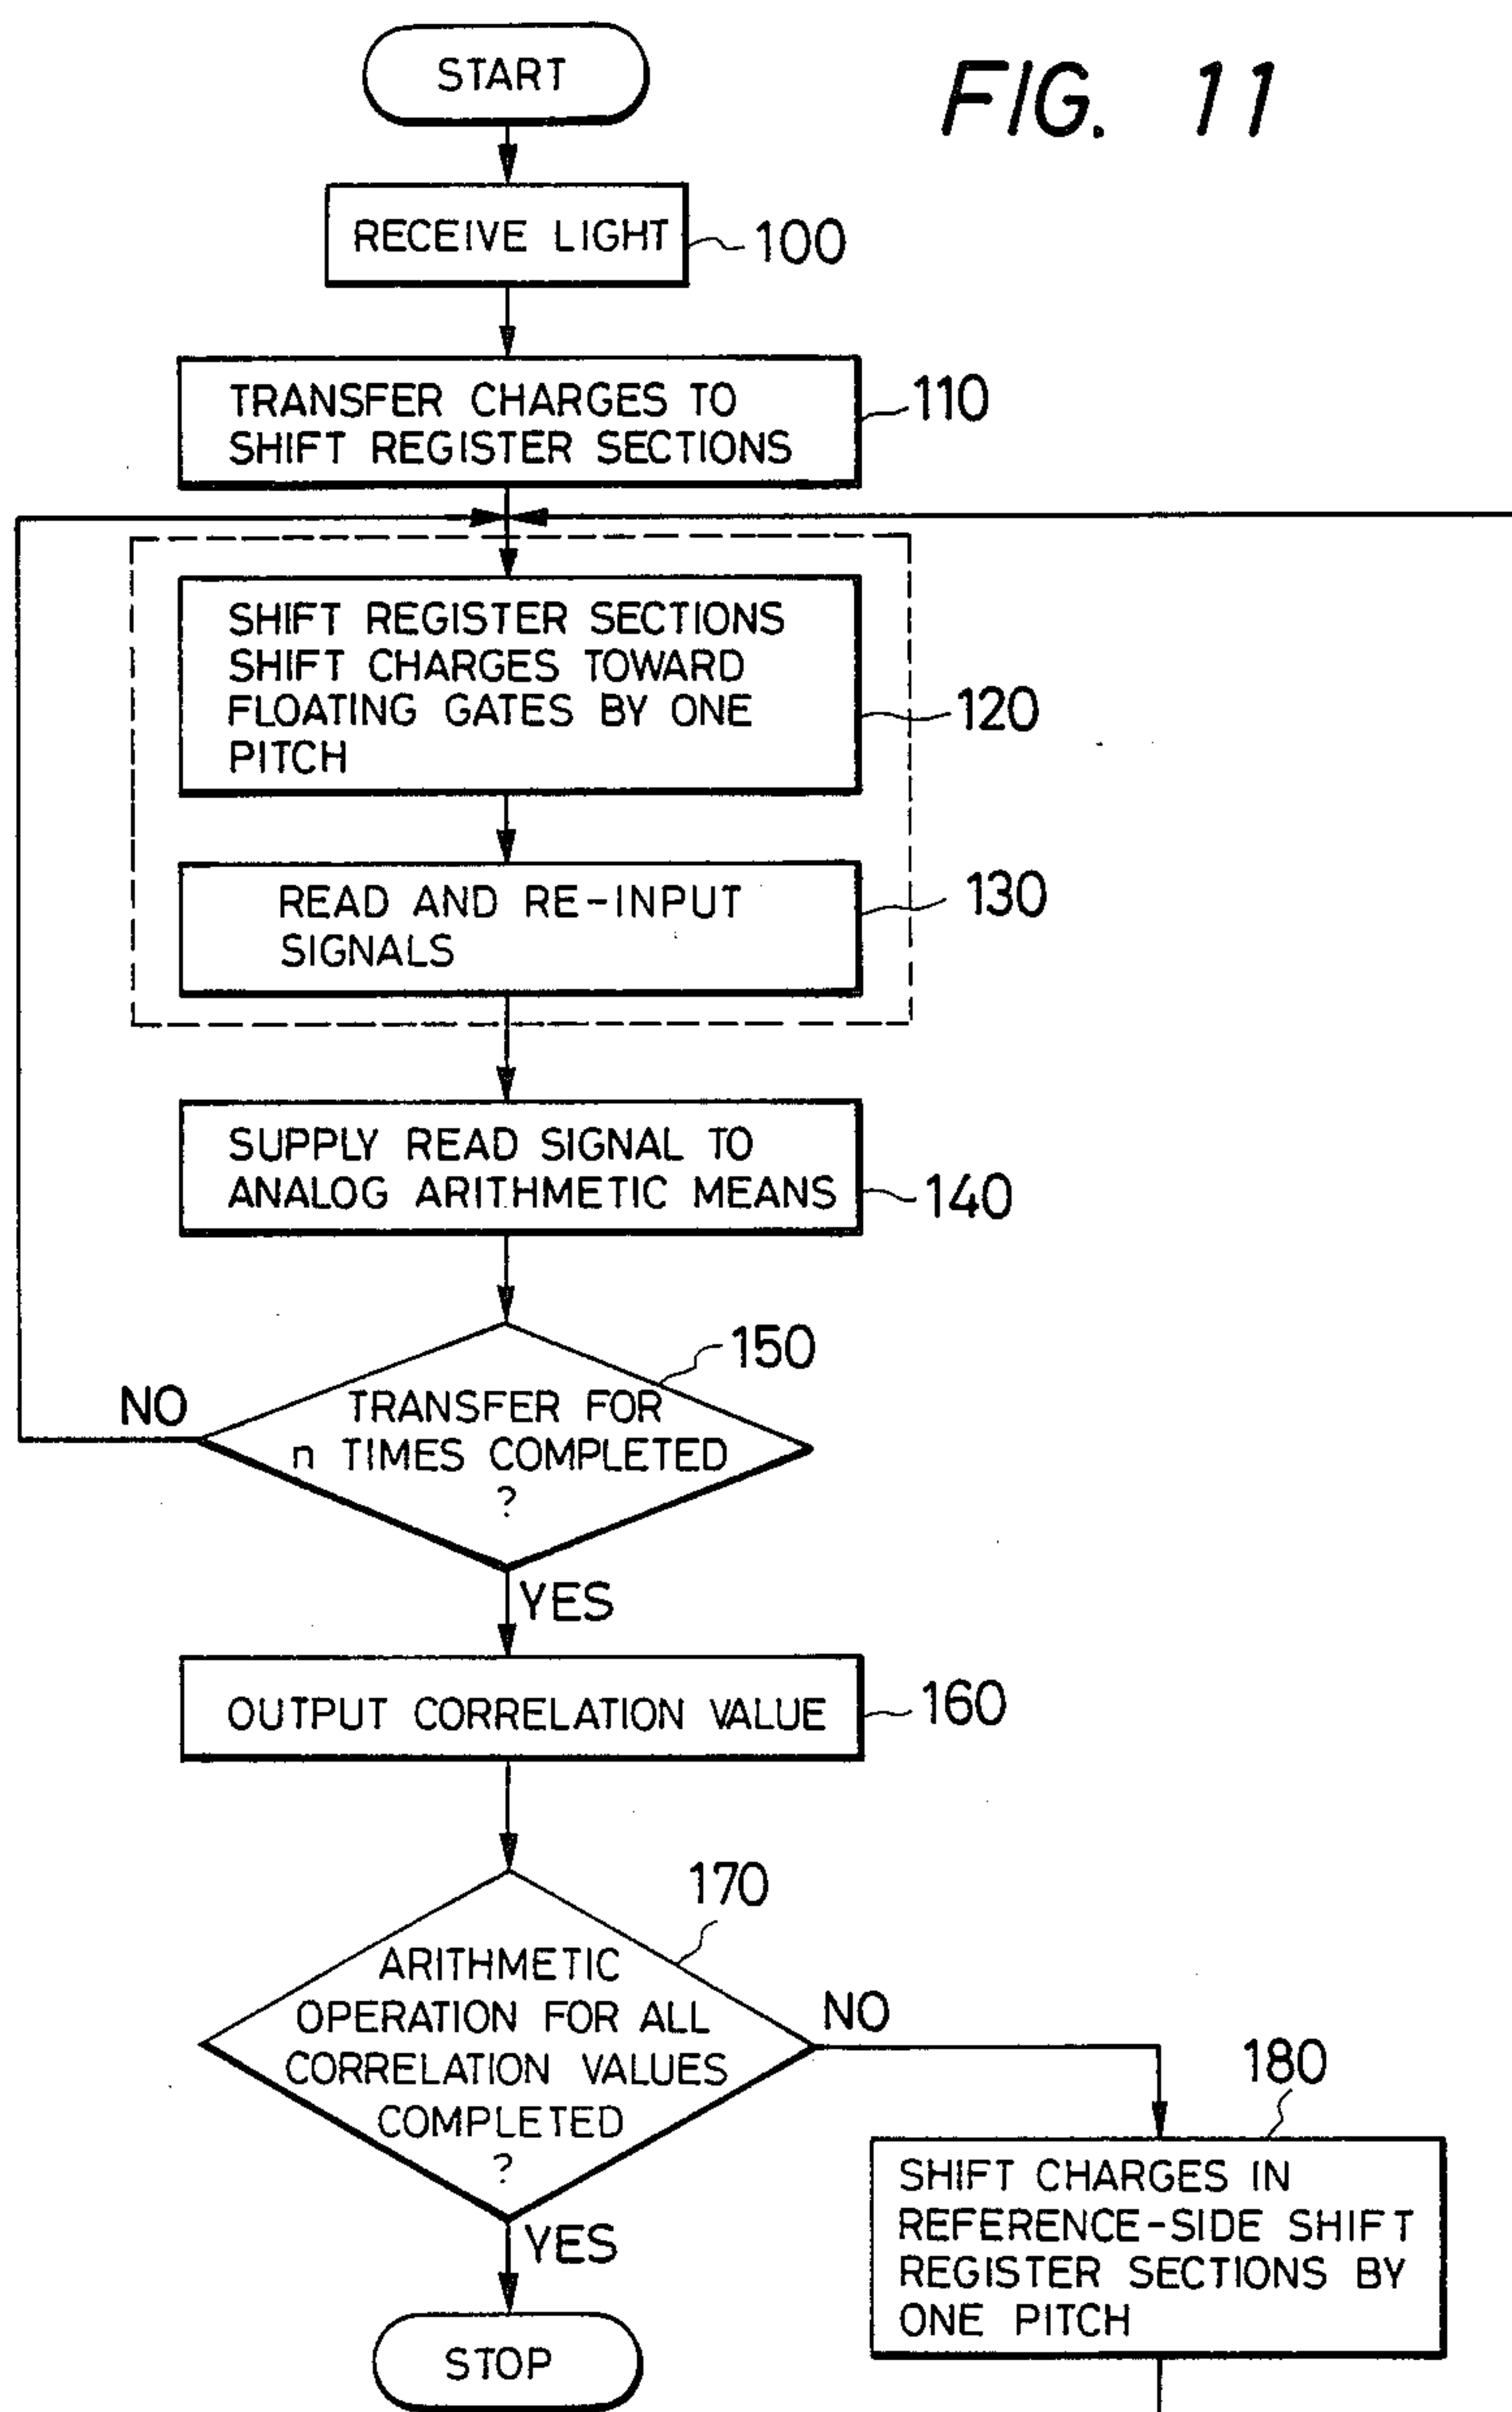 FIG. 11
START
RECEIVE LIGHT
100
TRANSFER CHARGES TO
SHIFT REGISTER SECTIONS
110
SHIFT REGISTER SECTIONS
SHIFT CHARGES TOWARD
FLOATING GATES BY ONE
PITCH
120
READ AND RE-INPUT
SIGNALS
130
SUPPLY READ SIGNAL TO
ANALOG ARITHMETIC MEANS
140
150
TRANSFER FOR
n TIMES COMPLETED
?
NO
YES
OUTPUT CORRELATION VALUE
160
170
ARITHMETIC
OPERATION FOR ALL
CORRELATION VALUES
COMPLETED
?
NO
YES
180
SHIFT CHARGES IN
REFERENCE-SIDE SHIFT
REGISTER SECTIONS BY
ONE PITCH
STOP